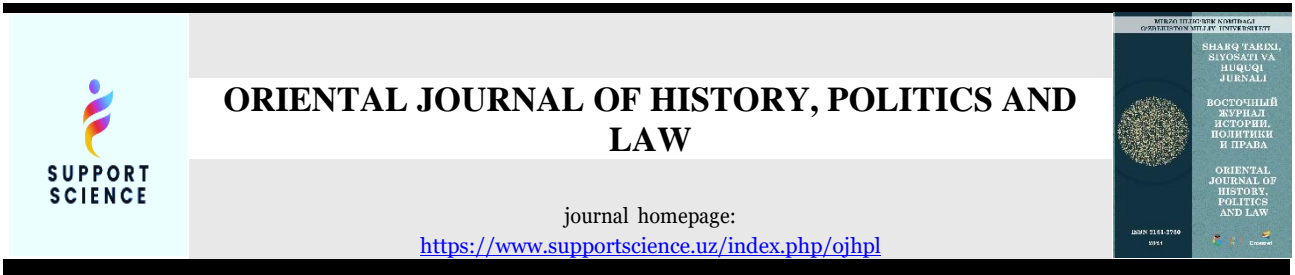 SUPPORT
SCIENCE
ORIENTAL JOURNAL OF HISTORY, POLITICS AND
LAW
journal homepage:
https://www.supportscience.uz/index.php/ojhpl
MIRZO ULUG'BEK NOMIDAGI
O'ZBEKISTON MILLIY UNIVERSITETI
SHARQ TARIXI,
SIYOSATI VA
HUQUQI
JURNALI
ВОСТОЧНЫЙ
ЖУРНАЛ
ИСТОРИИ,
ПОЛИТИКИ
И ПРАВА
ORIENTAL
JOURNAL OF
HISTORY,
POLITICS
AND LAW
2021
Crossref